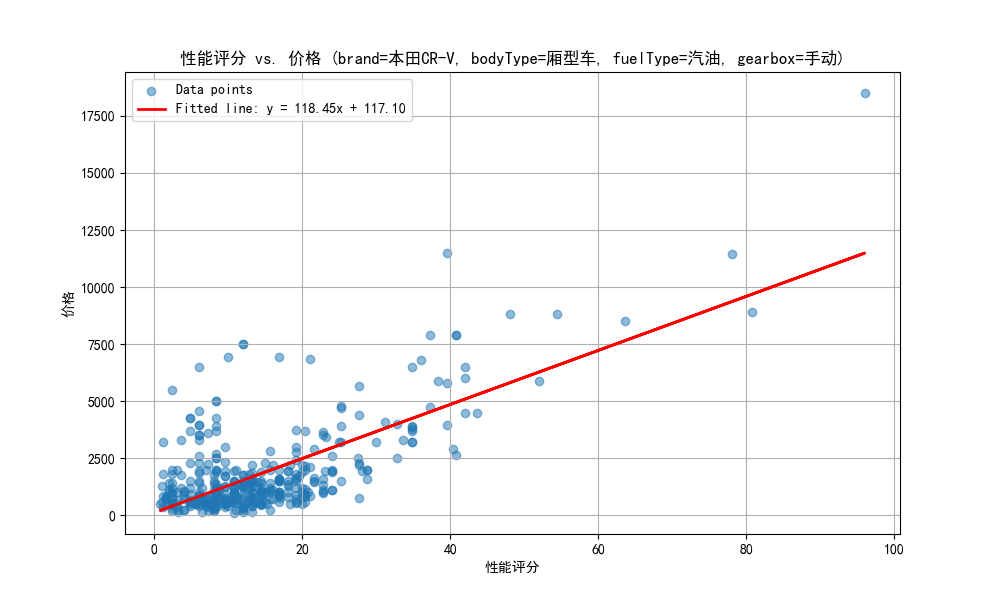 性能评分 vs. 价格 (brand=本田CR-V, bodyType=厢型车, fuelType=汽油, gearbox=手动)
Data points
Fitted line: y = 118.45x + 117.10
17500
15000
12500
10000
7500
5000
2500
0
价格
0 20 40 60 80 100
性能评分